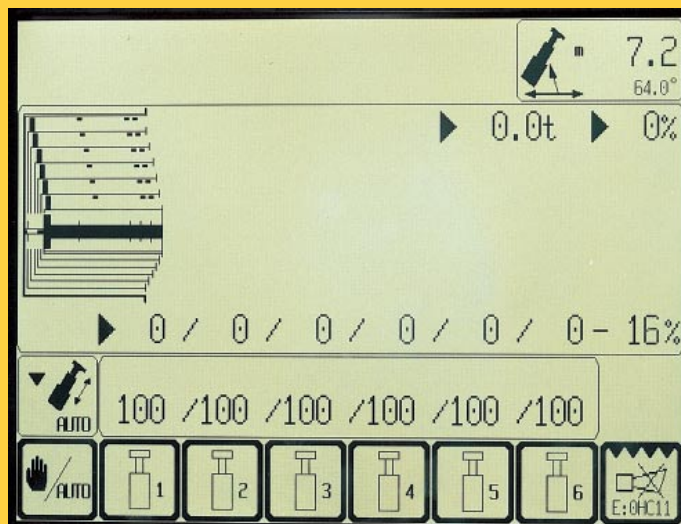 m 7.2
64.0°
0.0t 0%
0 / 0 / 0 / 0 / 0 / 0 - 16%
AUTO 100 /100 /100 /100 /100 /100
/AUTO 1 2 3 4 5 6 E:0HC11